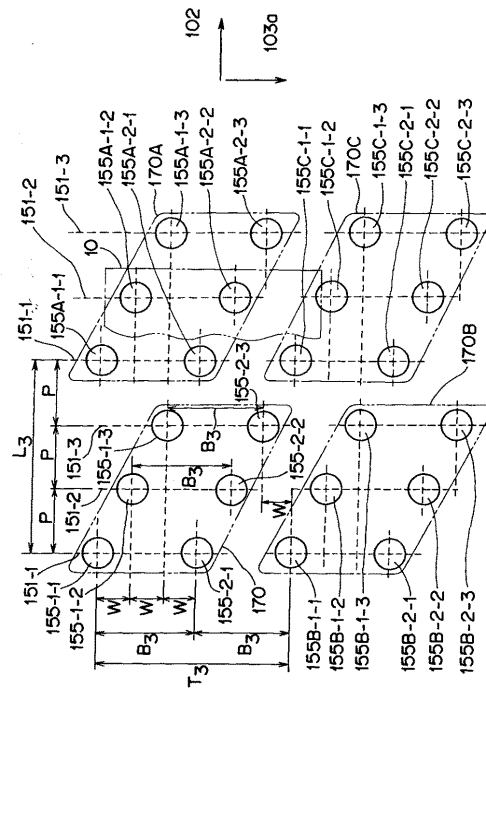 102
103a
151-3
151-2
151-1
155A-1-1
10
155A-1-2
155A-2-1
170A
155A-1-3
155A-2-2
155A-2-3
155C-1-1
155C-1-2
170C
155C-1-3
155C-2-1
155C-2-2
155C-2-3
L3
P
P
P
151-3
155-1-3
151-2
151-1
155-1-1
155-1-2
B3
B3
155-2-3
155-2-2
W
W
W
W
155-2-1
170
B3
B3
T3
170B
155B-1-1
155B-1-2
155B-1-3
155B-2-1
155B-2-2
155B-2-3